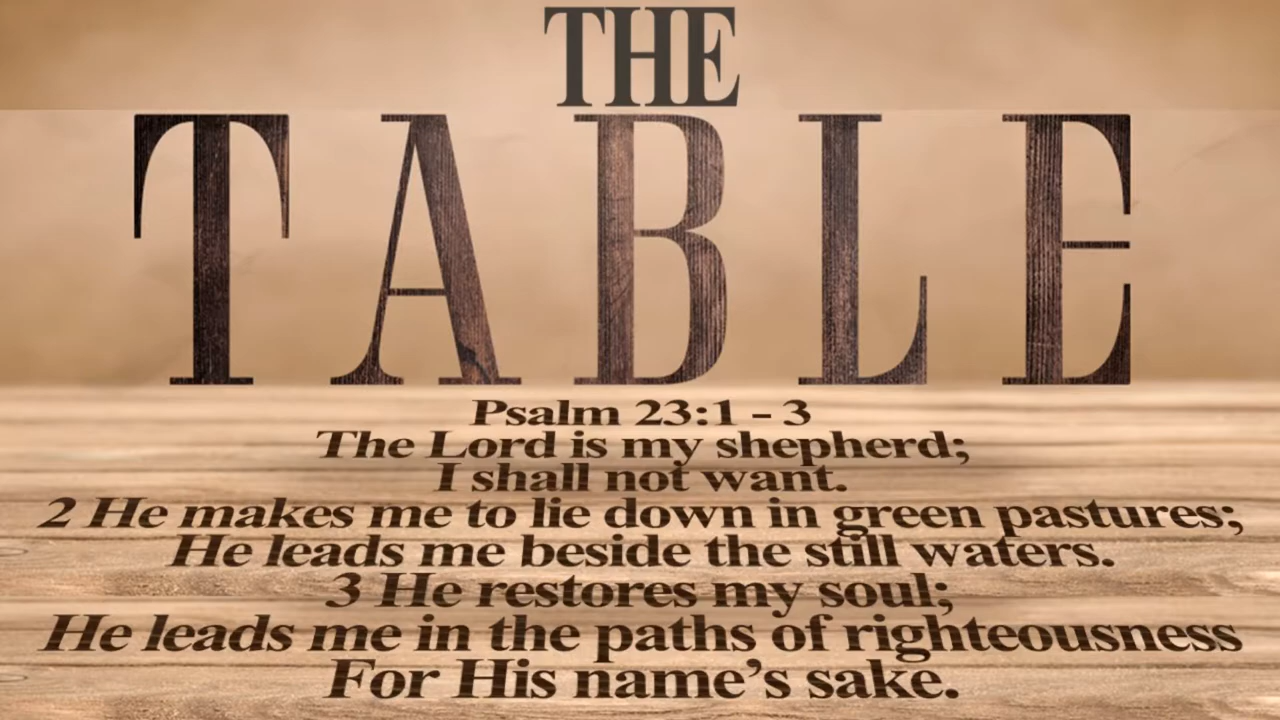 THE
TABLE
Psalm 23:1 - 3
The Lord is my shepherd;
I shall not want.
2 He makes me to lie down in green pastures;
He leads me beside the still waters.
3 He restores my soul;
He leads me in the paths of righteousness
For His name’s sake.